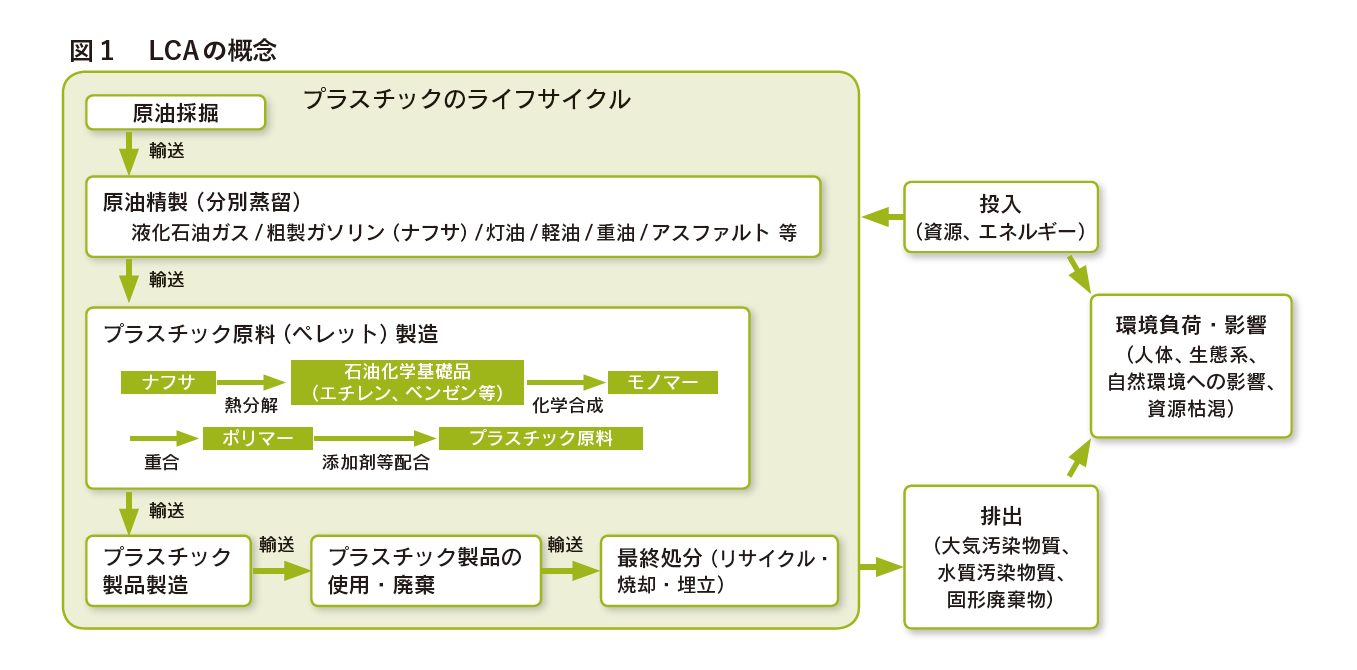 図1 LCAの概念
プラスチックのライフサイクル
原油採掘
輸送
原油精製（分別蒸留）
液化石油ガス/粗製ガソリン（ナフサ）/灯油/軽油/重油/アスファルト 等
輸送
プラスチック原料（ペレット）製造
ナフサ
熱分解
石油化学基礎品
（エチレン、ベンゼン等）
化学合成
モノマー
重合
ポリマー
添加剤等配合
プラスチック原料
輸送
プラスチック
製品製造
輸送
プラスチック製品の
使用・廃棄
輸送
最終処分（リサイクル・
焼却・埋立）
投入
（資源、エネルギー）
環境負荷・影響
（人体、生態系、
自然環境への影響、
資源枯渇）
排出
（大気汚染物質、
水質汚染物質、
固形廃棄物）